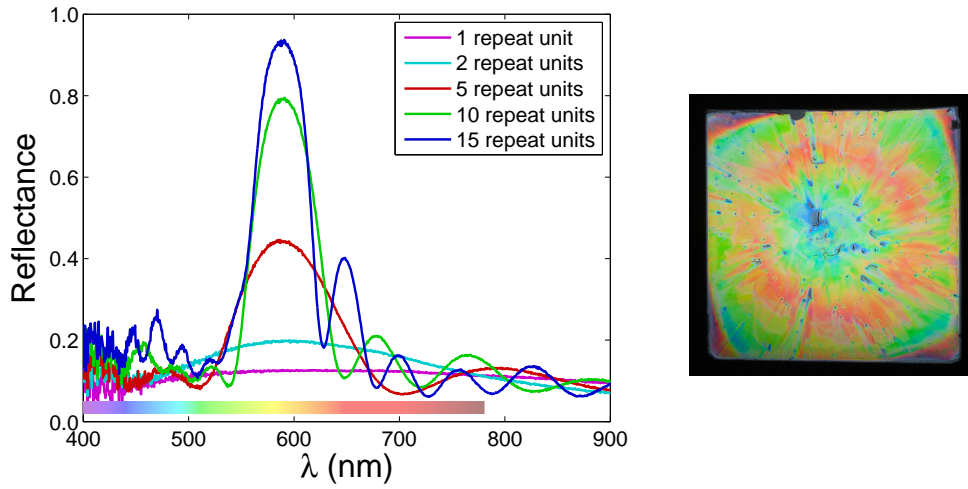 1.0
0.8
0.6
0.4
0.2
0.0
Reflectance
1 repeat unit
2 repeat units
5 repeat units
10 repeat units
15 repeat units
400 500 600 700 800 900
λ (nm)